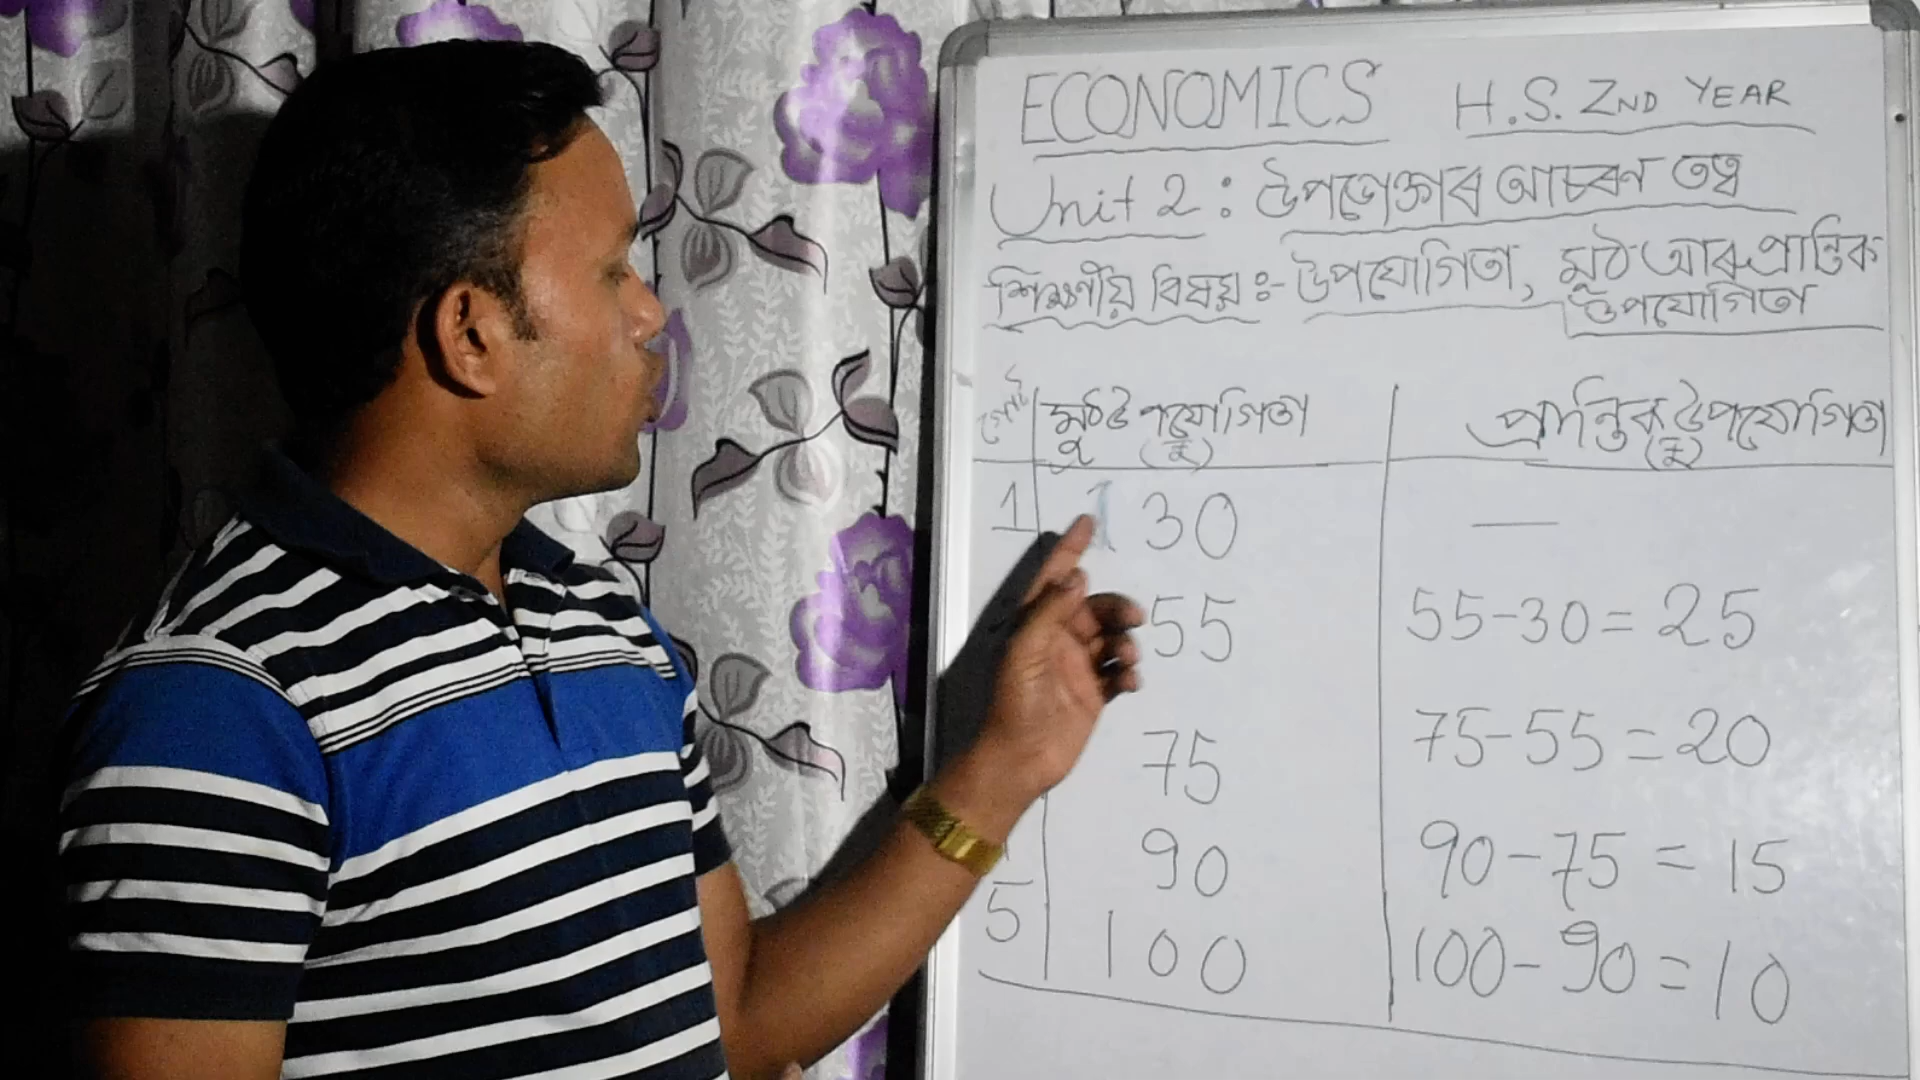 ECONOMICS H.S. 2ND YEAR
Unit 2 : উপভোক্তাৰ আচৰণ তত্ব
শিক্ষণীয় বিষয় :- উপযোগিতা, মুঠ আৰু প্ৰান্তিক
উপযোগিতা
মুঠ উপযোগিতা প্ৰান্তিক উপযোগিতা
1 30 —
55 55-30=25
75 75-55=20
90 90-75=15
5 100 100-90=10